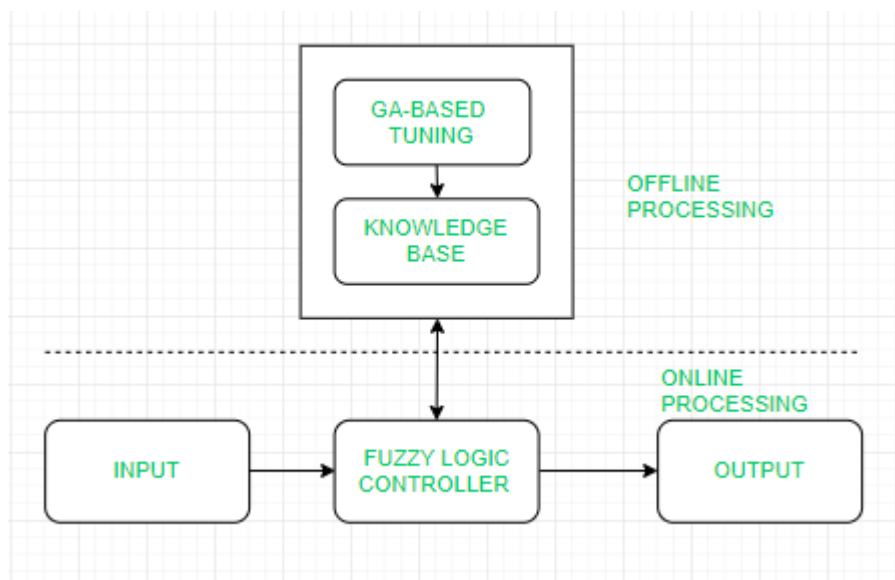 GA-BASED
TUNING
KNOWLEDGE
BASE
OFFLINE
PROCESSING
ONLINE
PROCESSING
INPUT
FUZZY LOGIC
CONTROLLER
OUTPUT